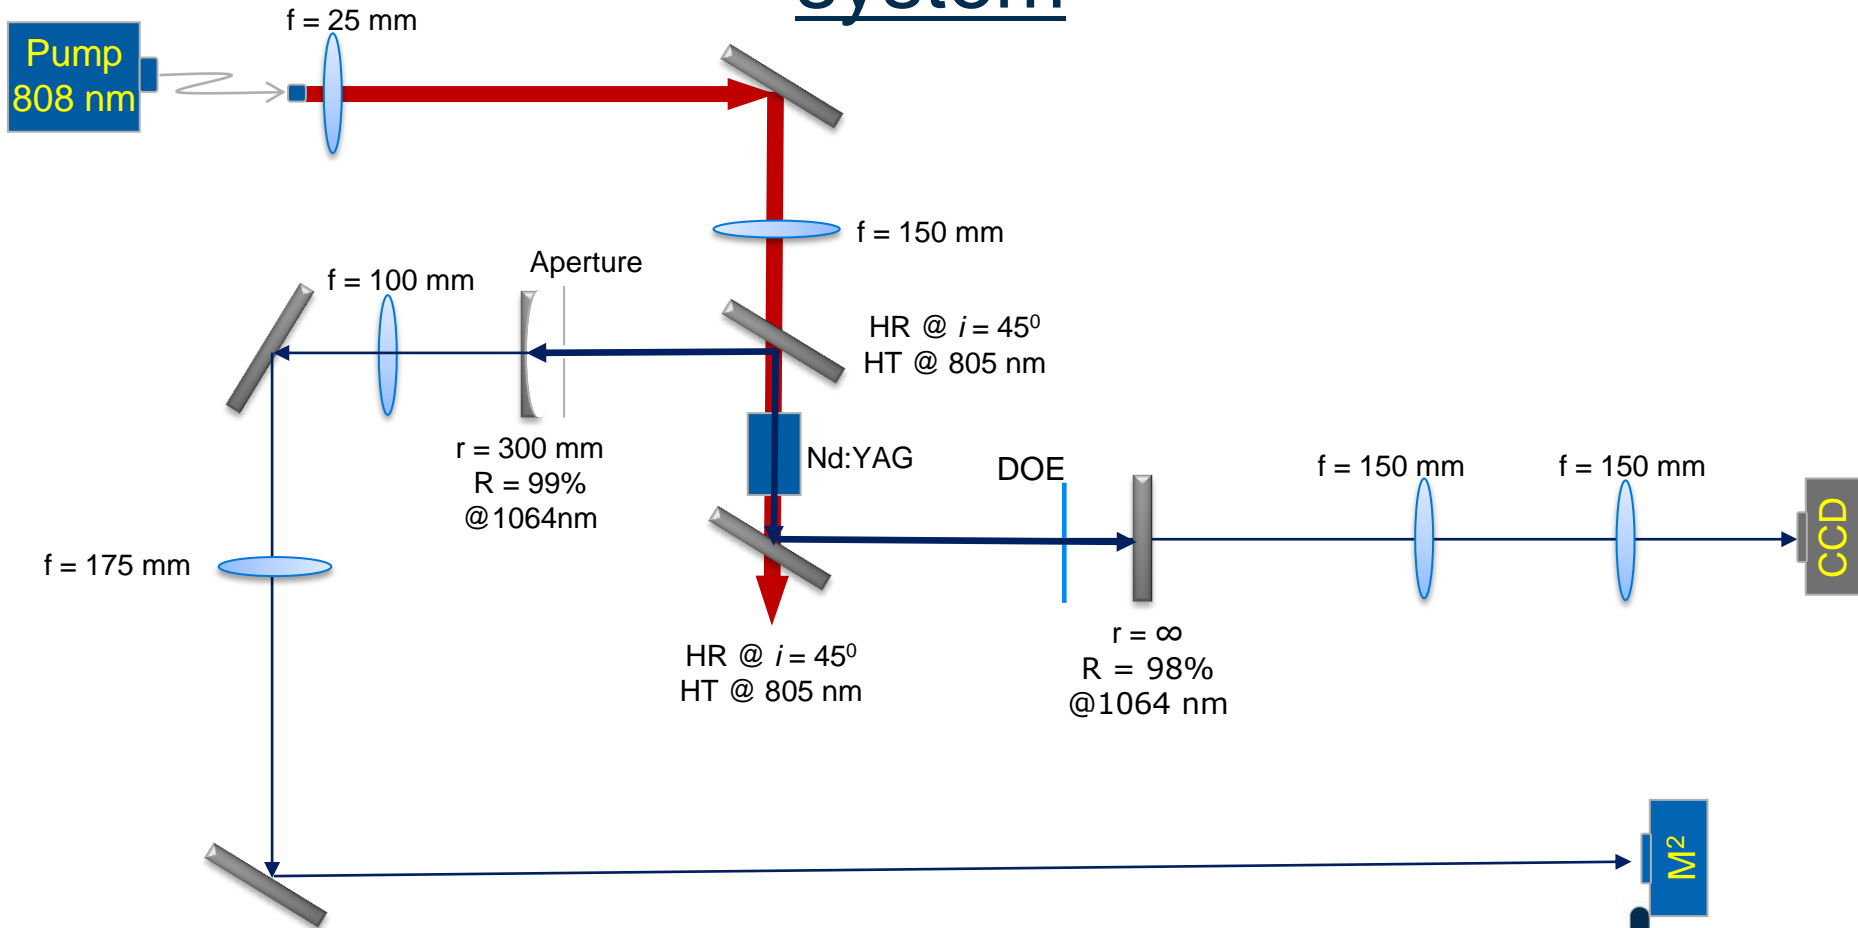 system
f = 25 mm
Pump
808 nm
f = 150 mm
Aperture
f = 100 mm
HR @ i = 45⁰
HT @ 805 nm
r = 300 mm
R = 99%
@1064nm
Nd:YAG
DOE
f = 150 mm
f = 150 mm
CCD
f = 175 mm
HR @ i = 45⁰
HT @ 805 nm
r = ∞
R = 98%
@1064 nm
M²